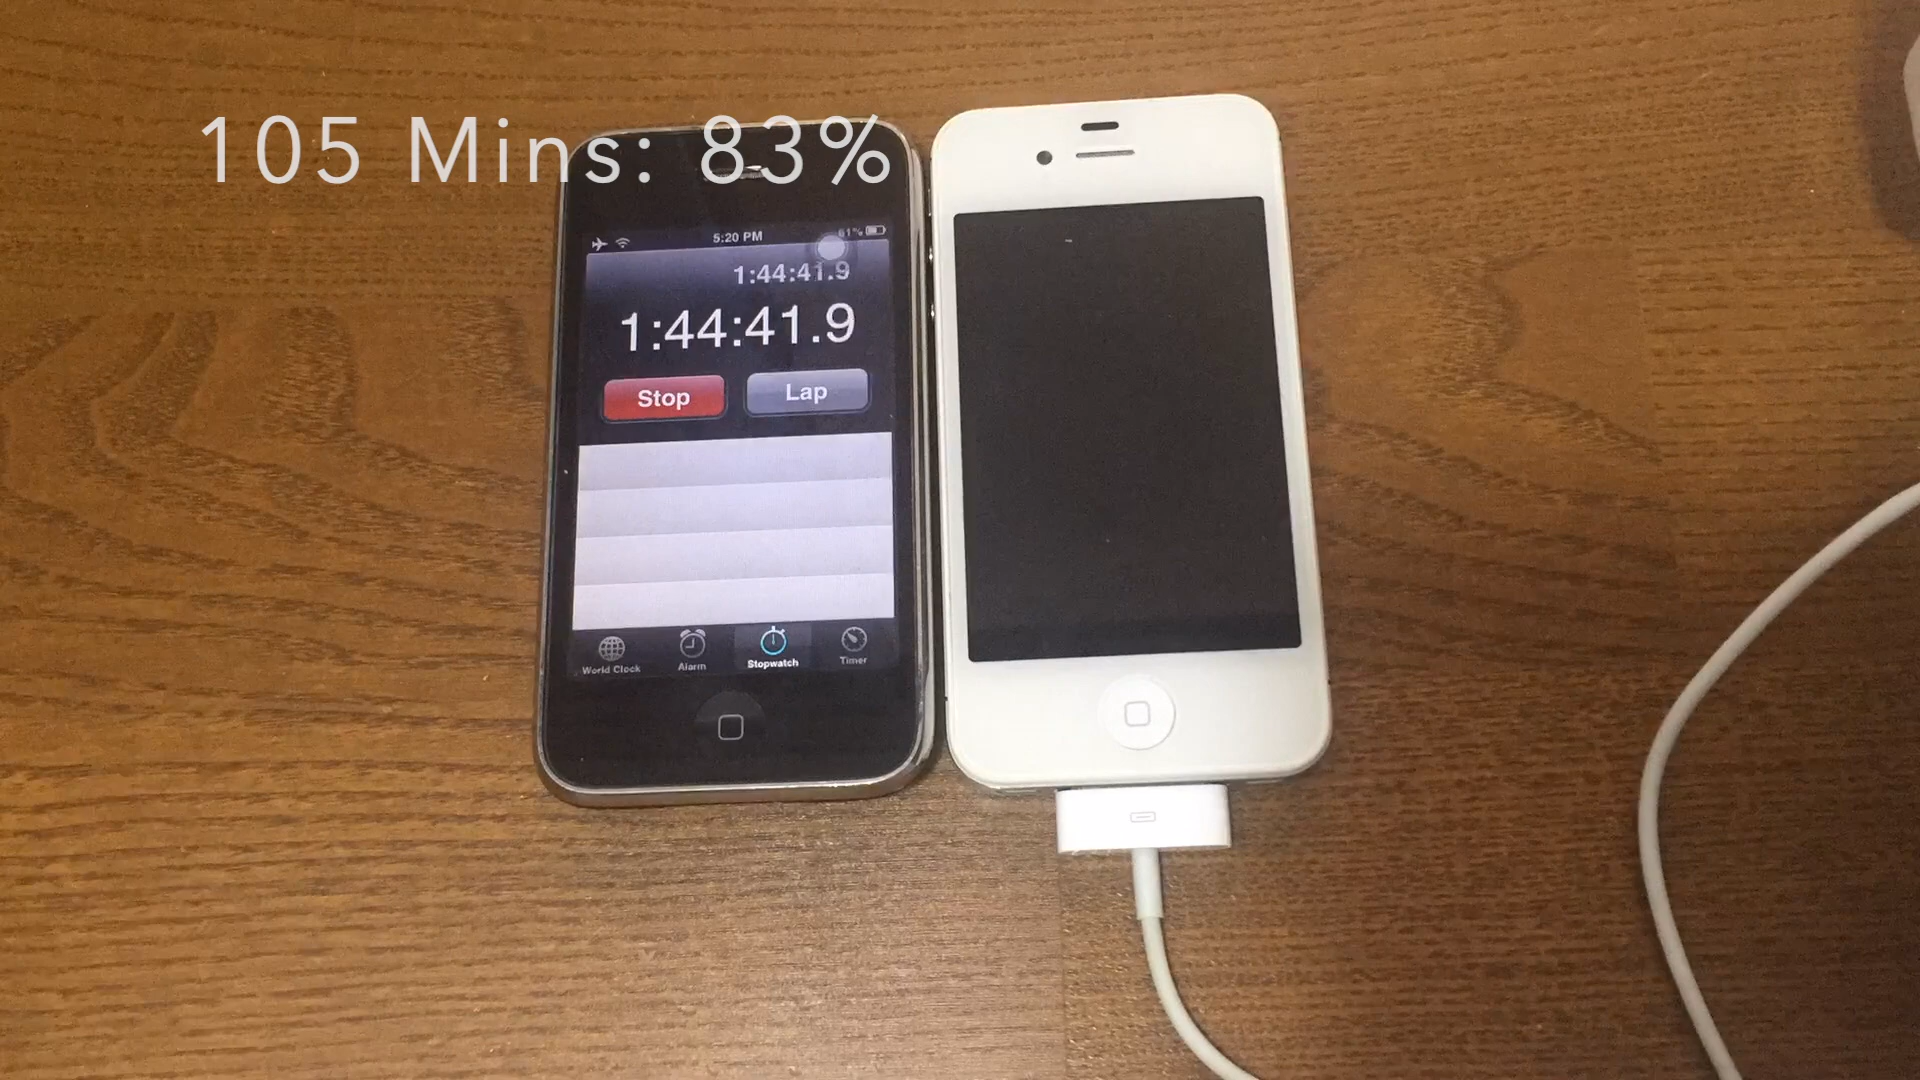 105 Mins: 83%
5:20 PM
61%
1:44:41.9
1:44:41.9
Stop
Lap
World Clock
Alarm
Stopwatch
Timer